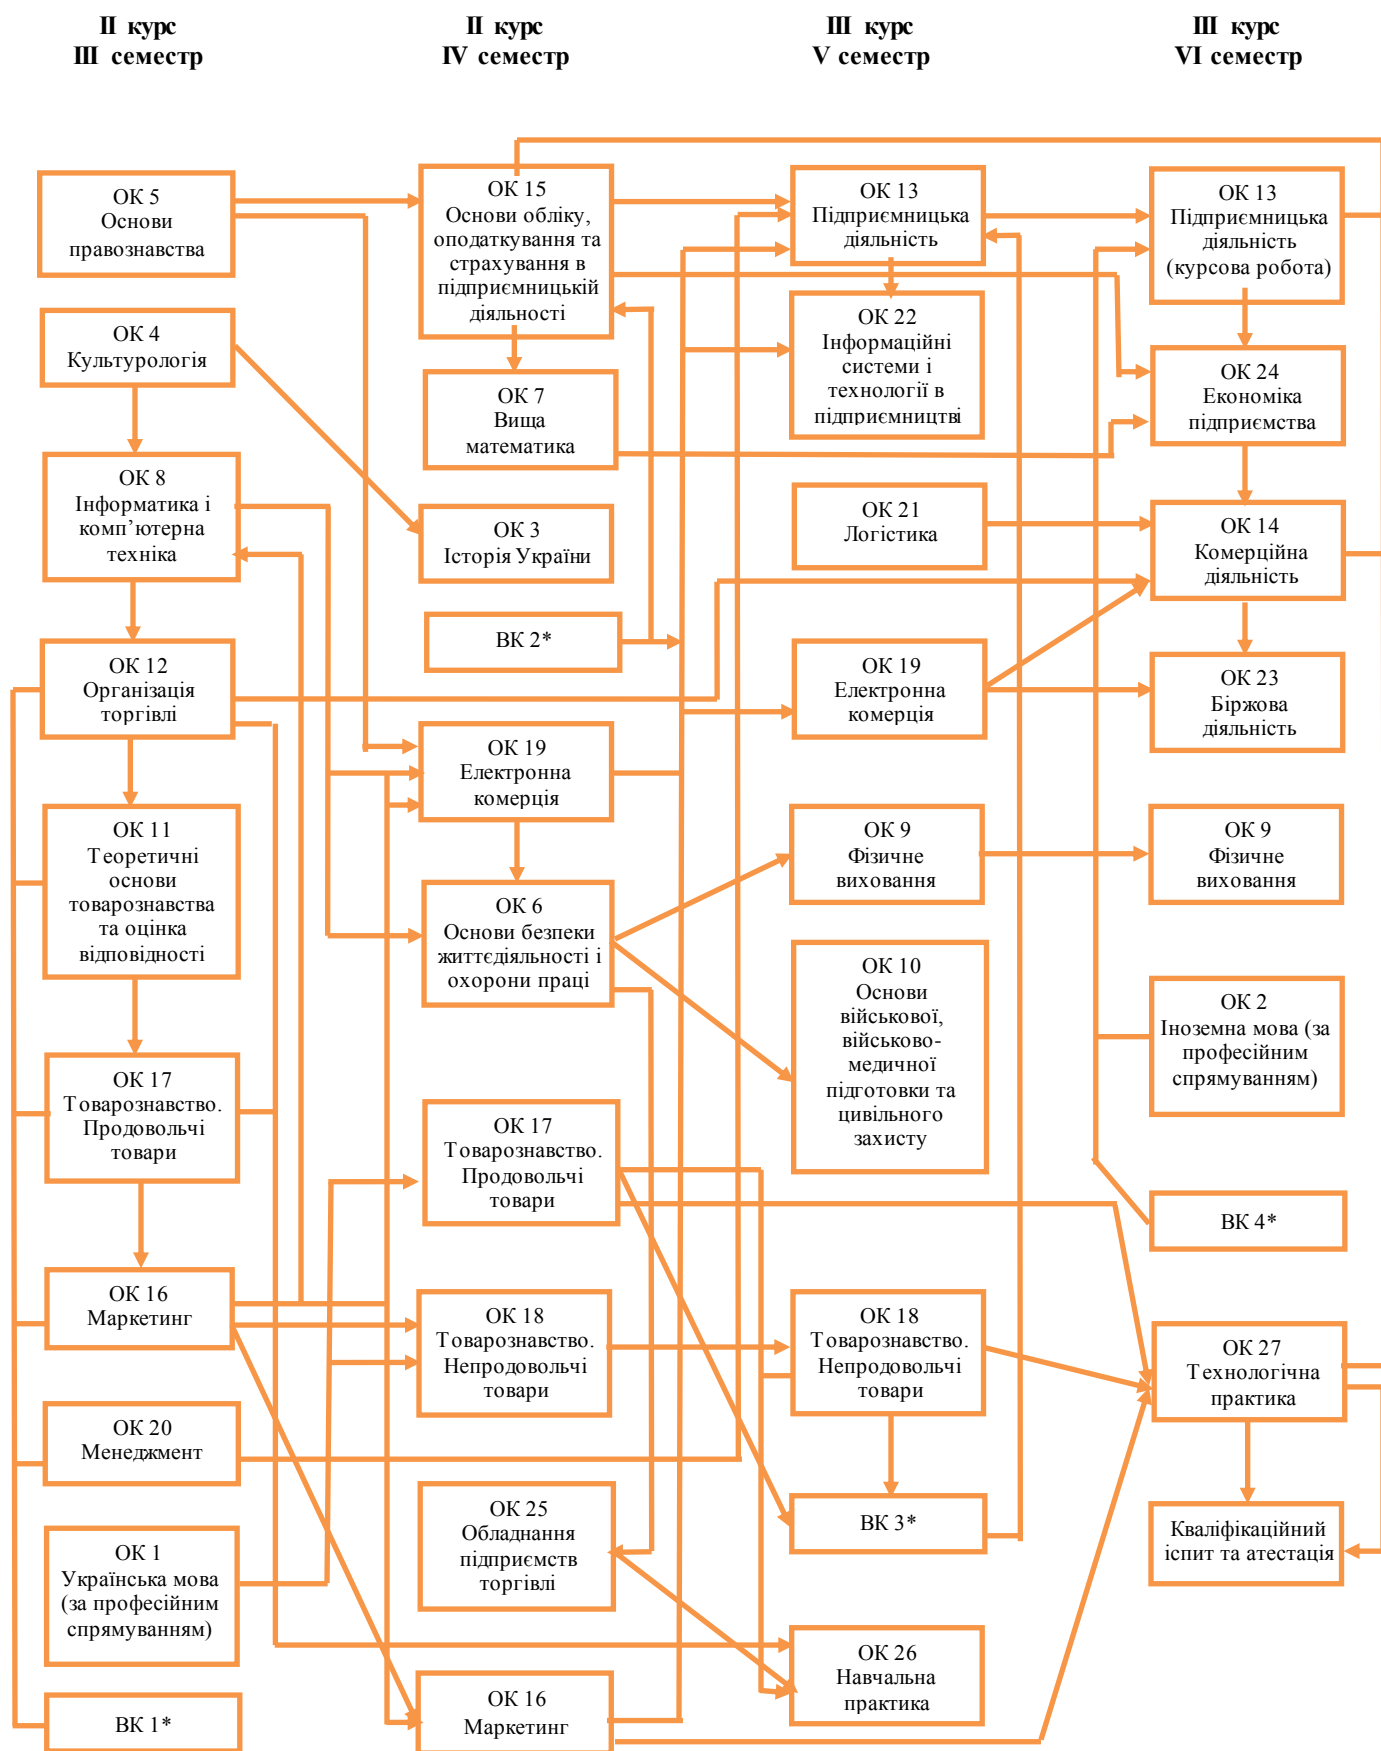 II курс
III семестр
II курс
IV семестр
III курс
V семестр
III курс
VI семестр
ОК 5
Основи
правознавства
ОК 4
Культурологія
ОК 8
Інформатика і
комп’ютерна
техніка
ОК 12
Організація
торгівлі
ОК 11
Теоретичні
основи
товарознавства
та оцінка
відповідності
ОК 17
Товарознавство.
Продовольчі
товари
ОК 16
Маркетинг
ОК 20
Менеджмент
ОК 1
Українська мова
(за професійним
спрямуванням)
ВК 1*
ОК 15
Основи обліку,
оподаткування та
страхування в
підприємницькій
діяльності
ОК 7
Вища
математика
ОК 3
Історія України
ВК 2*
ОК 19
Електронна
комерція
ОК 6
Основи безпеки
життєдіяльності і
охорони праці
ОК 17
Товарознавство.
Продовольчі
товари
ОК 18
Товарознавство.
Непродовольчі
товари
ОК 25
Обладнання
підприємств
торгівлі
ОК 16
Маркетинг
ОК 13
Підприємницька
діяльність
ОК 22
Інформаційні
системи і
технології в
підприємництві
ОК 21
Логістика
ОК 19
Електронна
комерція
ОК 9
Фізичне
виховання
ОК 10
Основи
військової,
військово-
медичної
підготовки та
цивільного
захисту
ОК 18
Товарознавство.
Непродовольчі
товари
ВК 3*
ОК 26
Навчальна
практика
ОК 13
Підприємницька
діяльність
(курсова робота)
ОК 24
Економіка
підприємства
ОК 14
Комерційна
діяльність
ОК 23
Біржова
діяльність
ОК 9
Фізичне
виховання
ОК 2
Іноземна мова (за
професійним
спрямуванням)
ВК 4*
ОК 27
Технологічна
практика
Кваліфікаційний
іспит та атестація